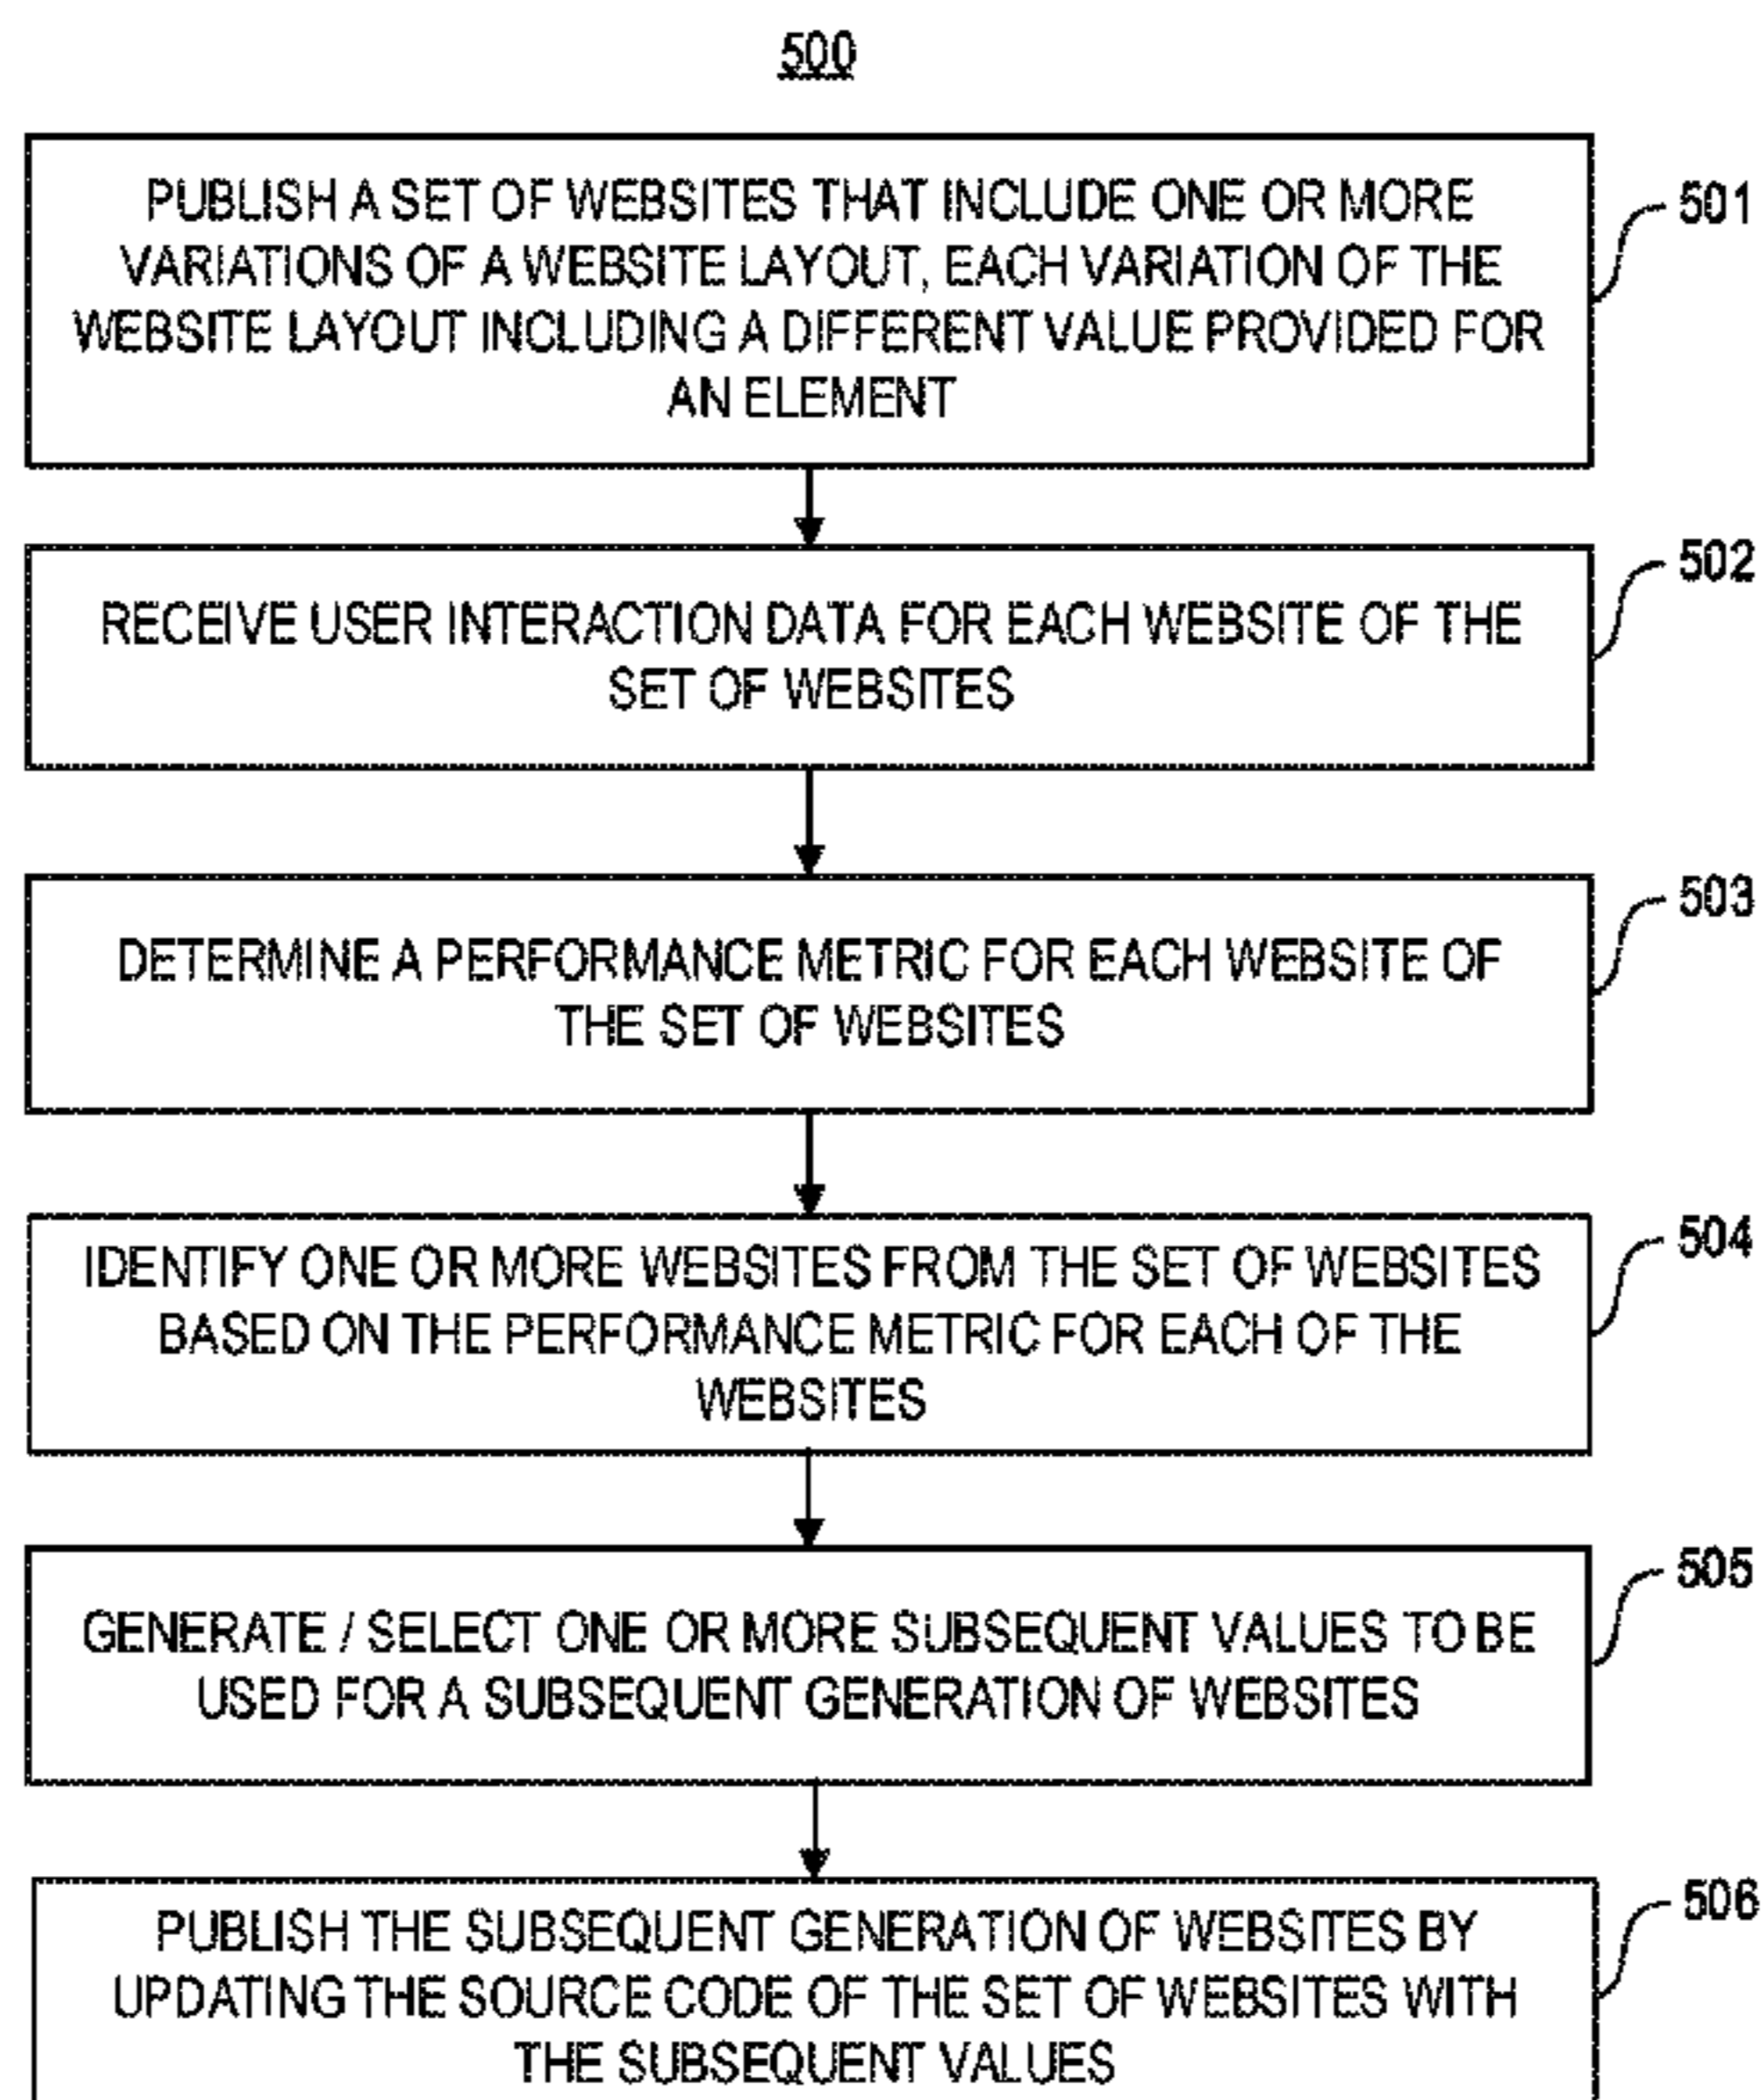 500
PUBLISH A SET OF WEBSITES THAT INCLUDE ONE OR MORE
VARIATIONS OF A WEBSITE LAYOUT, EACH VARIATION OF THE
WEBSITE LAYOUT INCLUDING A DIFFERENT VALUE PROVIDED FOR
AN ELEMENT
501
RECEIVE USER INTERACTION DATA FOR EACH WEBSITE OF THE
SET OF WEBSITES
502
DETERMINE A PERFORMANCE METRIC FOR EACH WEBSITE OF
THE SET OF WEBSITES
503
IDENTIFY ONE OR MORE WEBSITES FROM THE SET OF WEBSITES
BASED ON THE PERFORMANCE METRIC FOR EACH OF THE
WEBSITES
504
GENERATE / SELECT ONE OR MORE SUBSEQUENT VALUES TO BE
USED FOR A SUBSEQUENT GENERATION OF WEBSITES
505
PUBLISH THE SUBSEQUENT GENERATION OF WEBSITES BY
UPDATING THE SOURCE CODE OF THE SET OF WEBSITES WITH
THE SUBSEQUENT VALUES
506